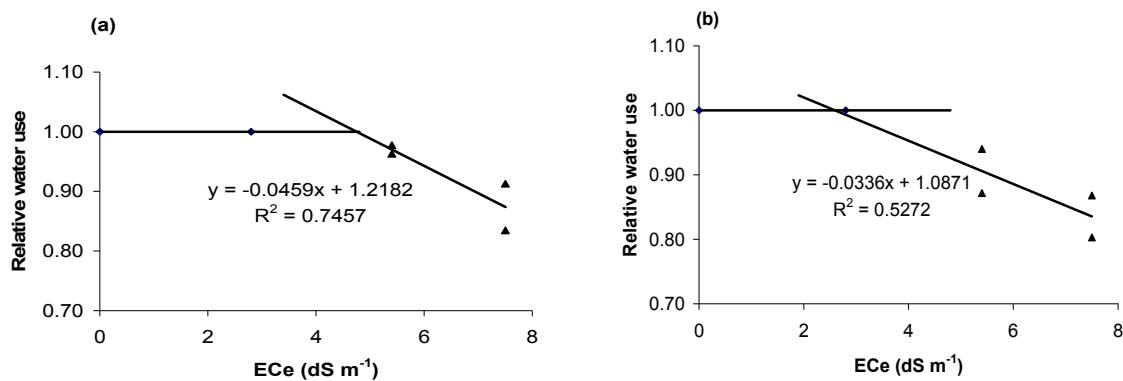 (a)
1.10
1.00
0.90
0.80
0.70
Relative water use
y = -0.0459x + 1.2182
R² = 0.7457
0 2 4 6 8
ECe (dS m⁻¹)
(b)
1.10
1.00
0.90
0.80
0.70
Relative water use
y = -0.0336x + 1.0871
R² = 0.5272
0 2 4 6 8
ECe (dS m⁻¹)